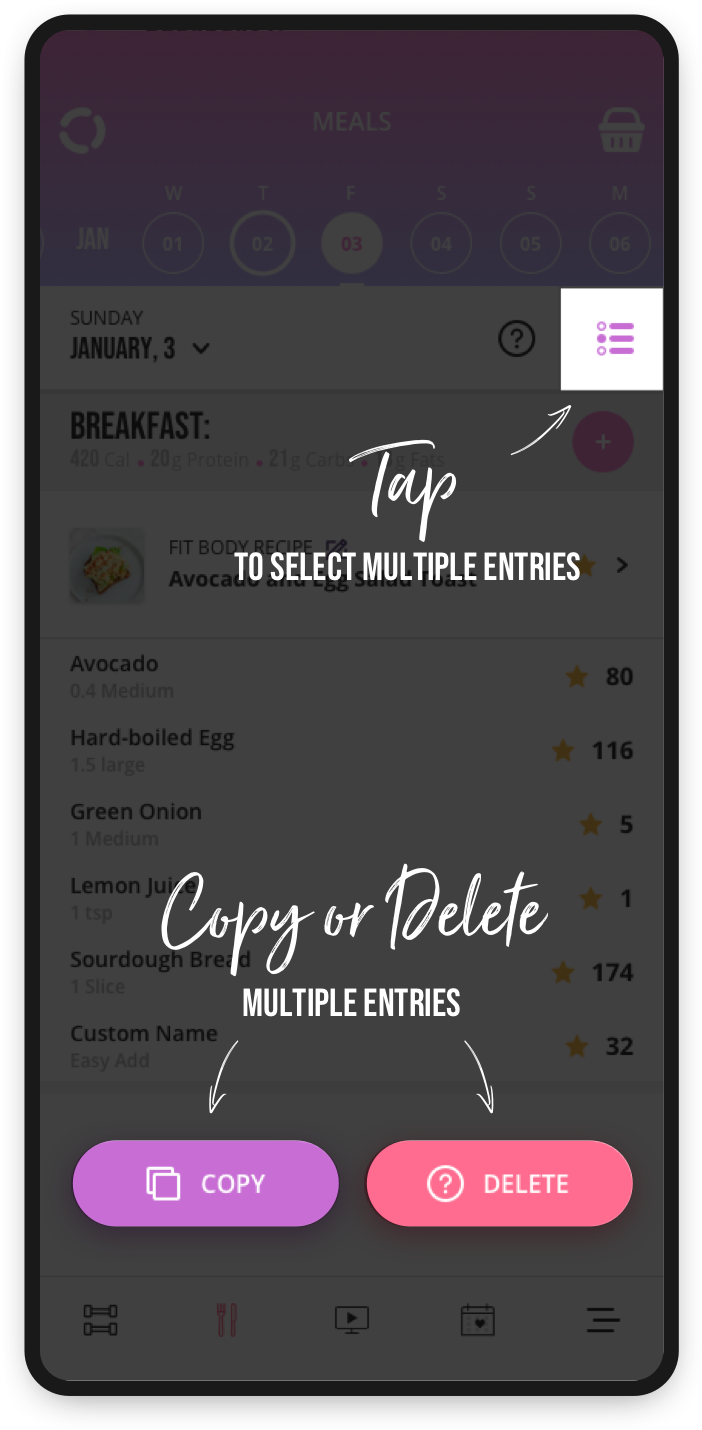 MEALS
W T F S S M
JAN 01 02 03 04 05 06
SUNDAY
JANUARY, 3
BREAKFAST:
420 Cal • 20g Protein • 21g Carbs • g Fats
Tap
FIT BODY RECIPE
TO SELECT MULTIPLE ENTRIES
Avocado and Egg Salad Toast
Avocado
0.4 Medium
80
Hard-boiled Egg
1.5 large
116
Green Onion
1 Medium
5
Lemon Juice
1 tsp
1
Copy or Delete
Sourdough Bread
1 Slice
174
MULTIPLE ENTRIES
Custom Name
Easy Add
32
COPY
DELETE